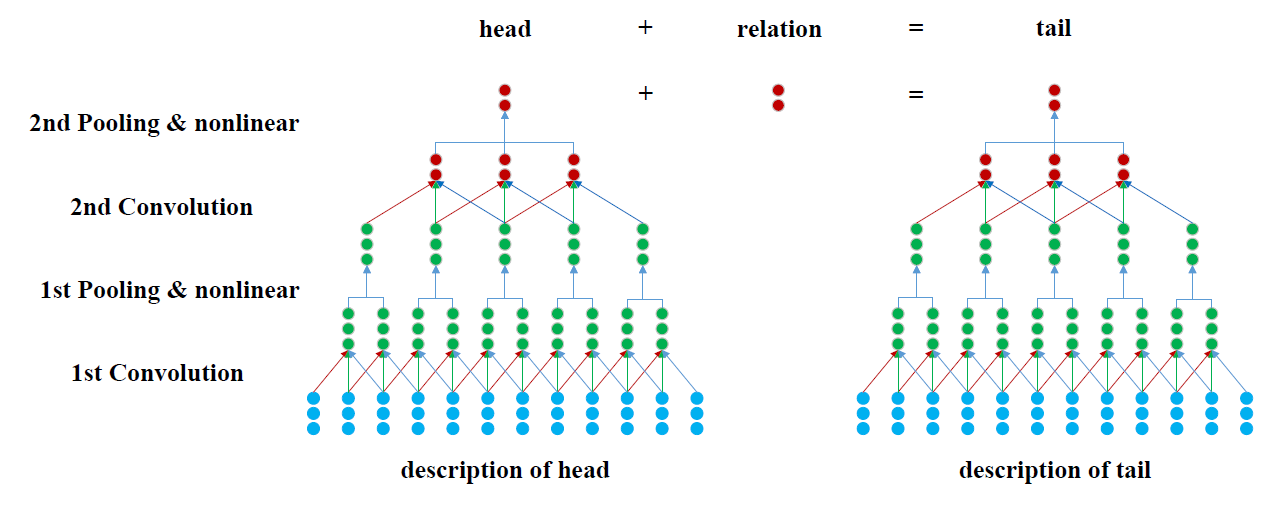 head + relation = tail
+ =
2nd Pooling & nonlinear
2nd Convolution
1st Pooling & nonlinear
1st Convolution
description of head
description of tail